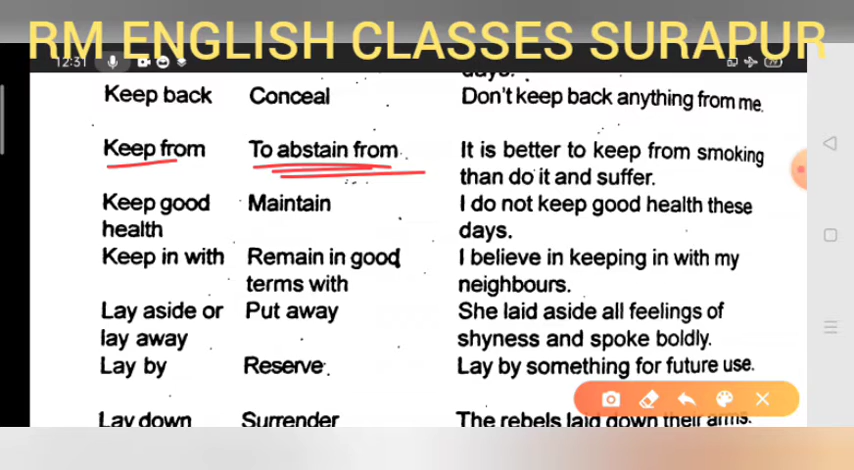 RM ENGLISH CLASSES SURAPUR
12:31
days.
Keep back Conceal Don't keep back anything from me.
Keep from To abstain from It is better to keep from smoking
than do it and suffer.
Keep good Maintain I do not keep good health these
health days.
Keep in with Remain in good I believe in keeping in with my
terms with neighbours.
Lay aside or Put away She laid aside all feelings of
lay away shyness and spoke boldly.
Lay by Reserve Lay by something for future use.
Lay down Surrender The rebels laid down their arms.